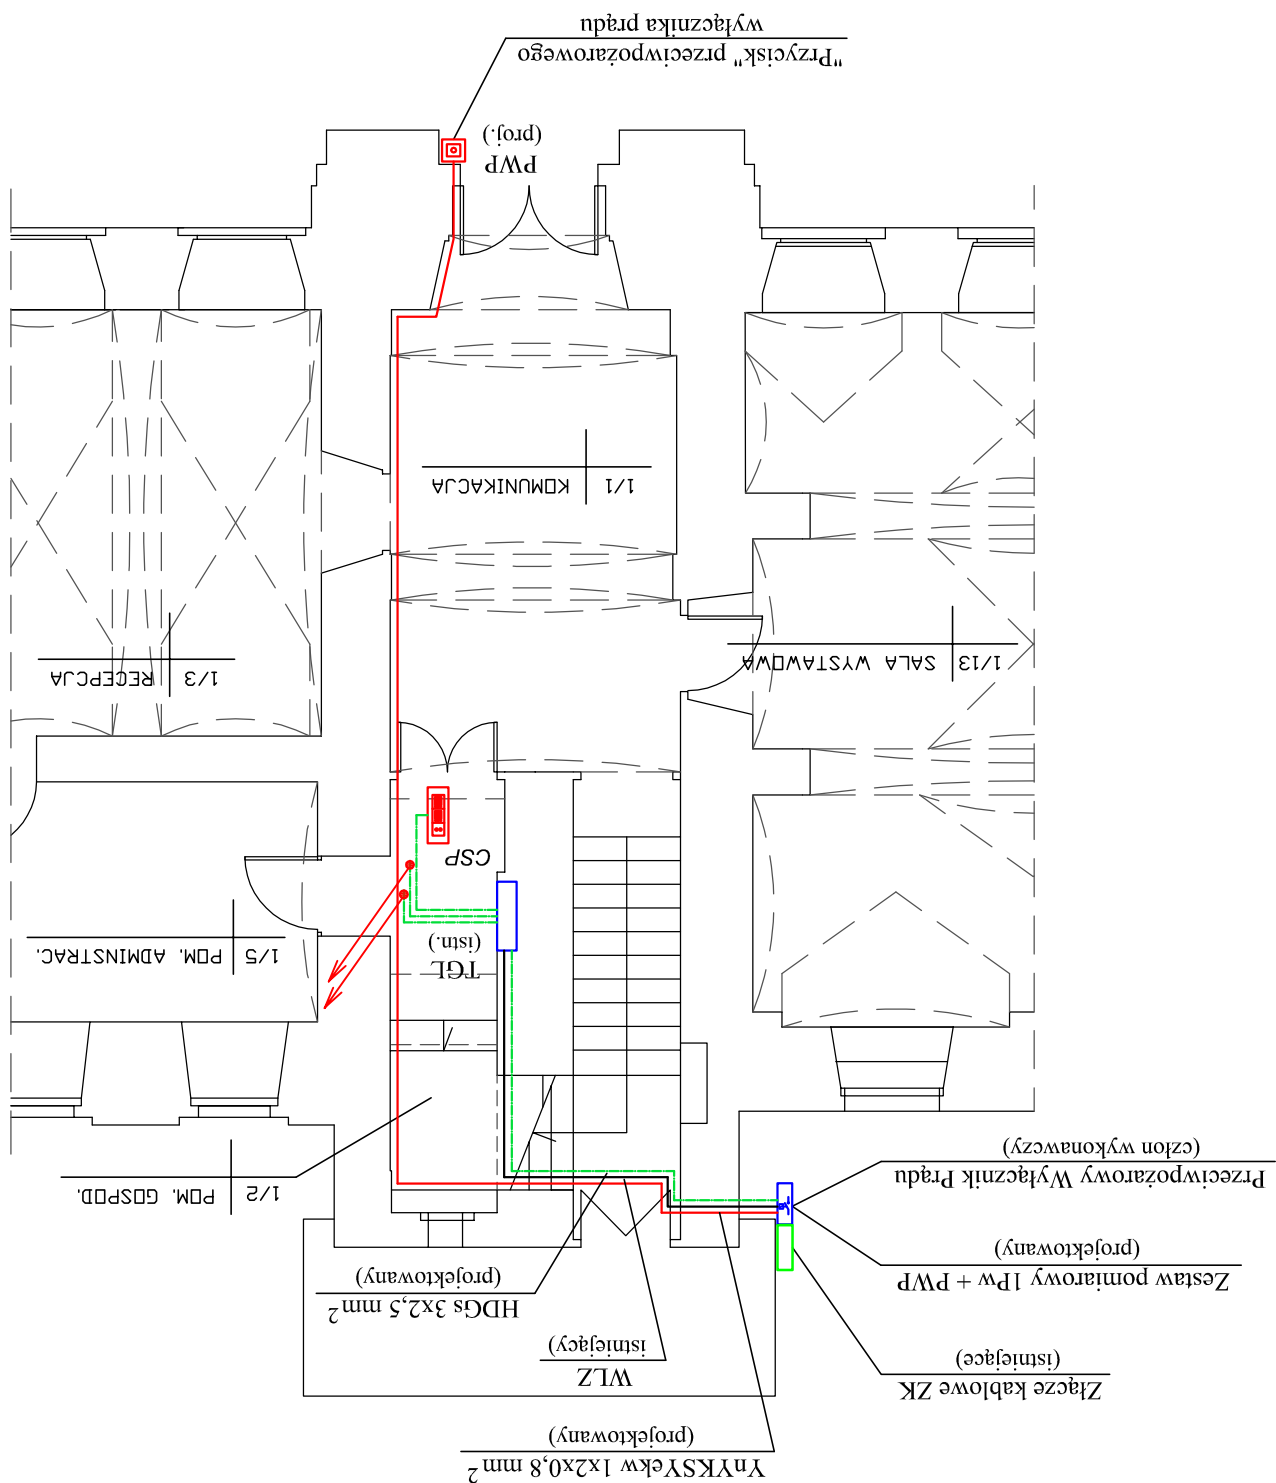 YnYKSYekw 1x2x0,8 mm²
(projektowany)
Złącze kablowe ZK
(istniejące)
WLZ
istniejący)
HDGs 3x2,5 mm²
(projektowany)
Zestaw pomiarowy 1Pw + PWP
(projektowany)
Przeciwpożarowy Wyłącznik Prądu
(człon wykonawczy)
1/2 POM. GOSPOD.
TGL
(istn.)
1/5 POM. ADMINSTRAC.
CSP
1/13 SALA WYSTAWOWA
1/3 RECEPCJA
1/1 KOMUNIKACJA
PWP
(proj.)
"Przycisk" przeciwpożarowego
wyłącznika prądu